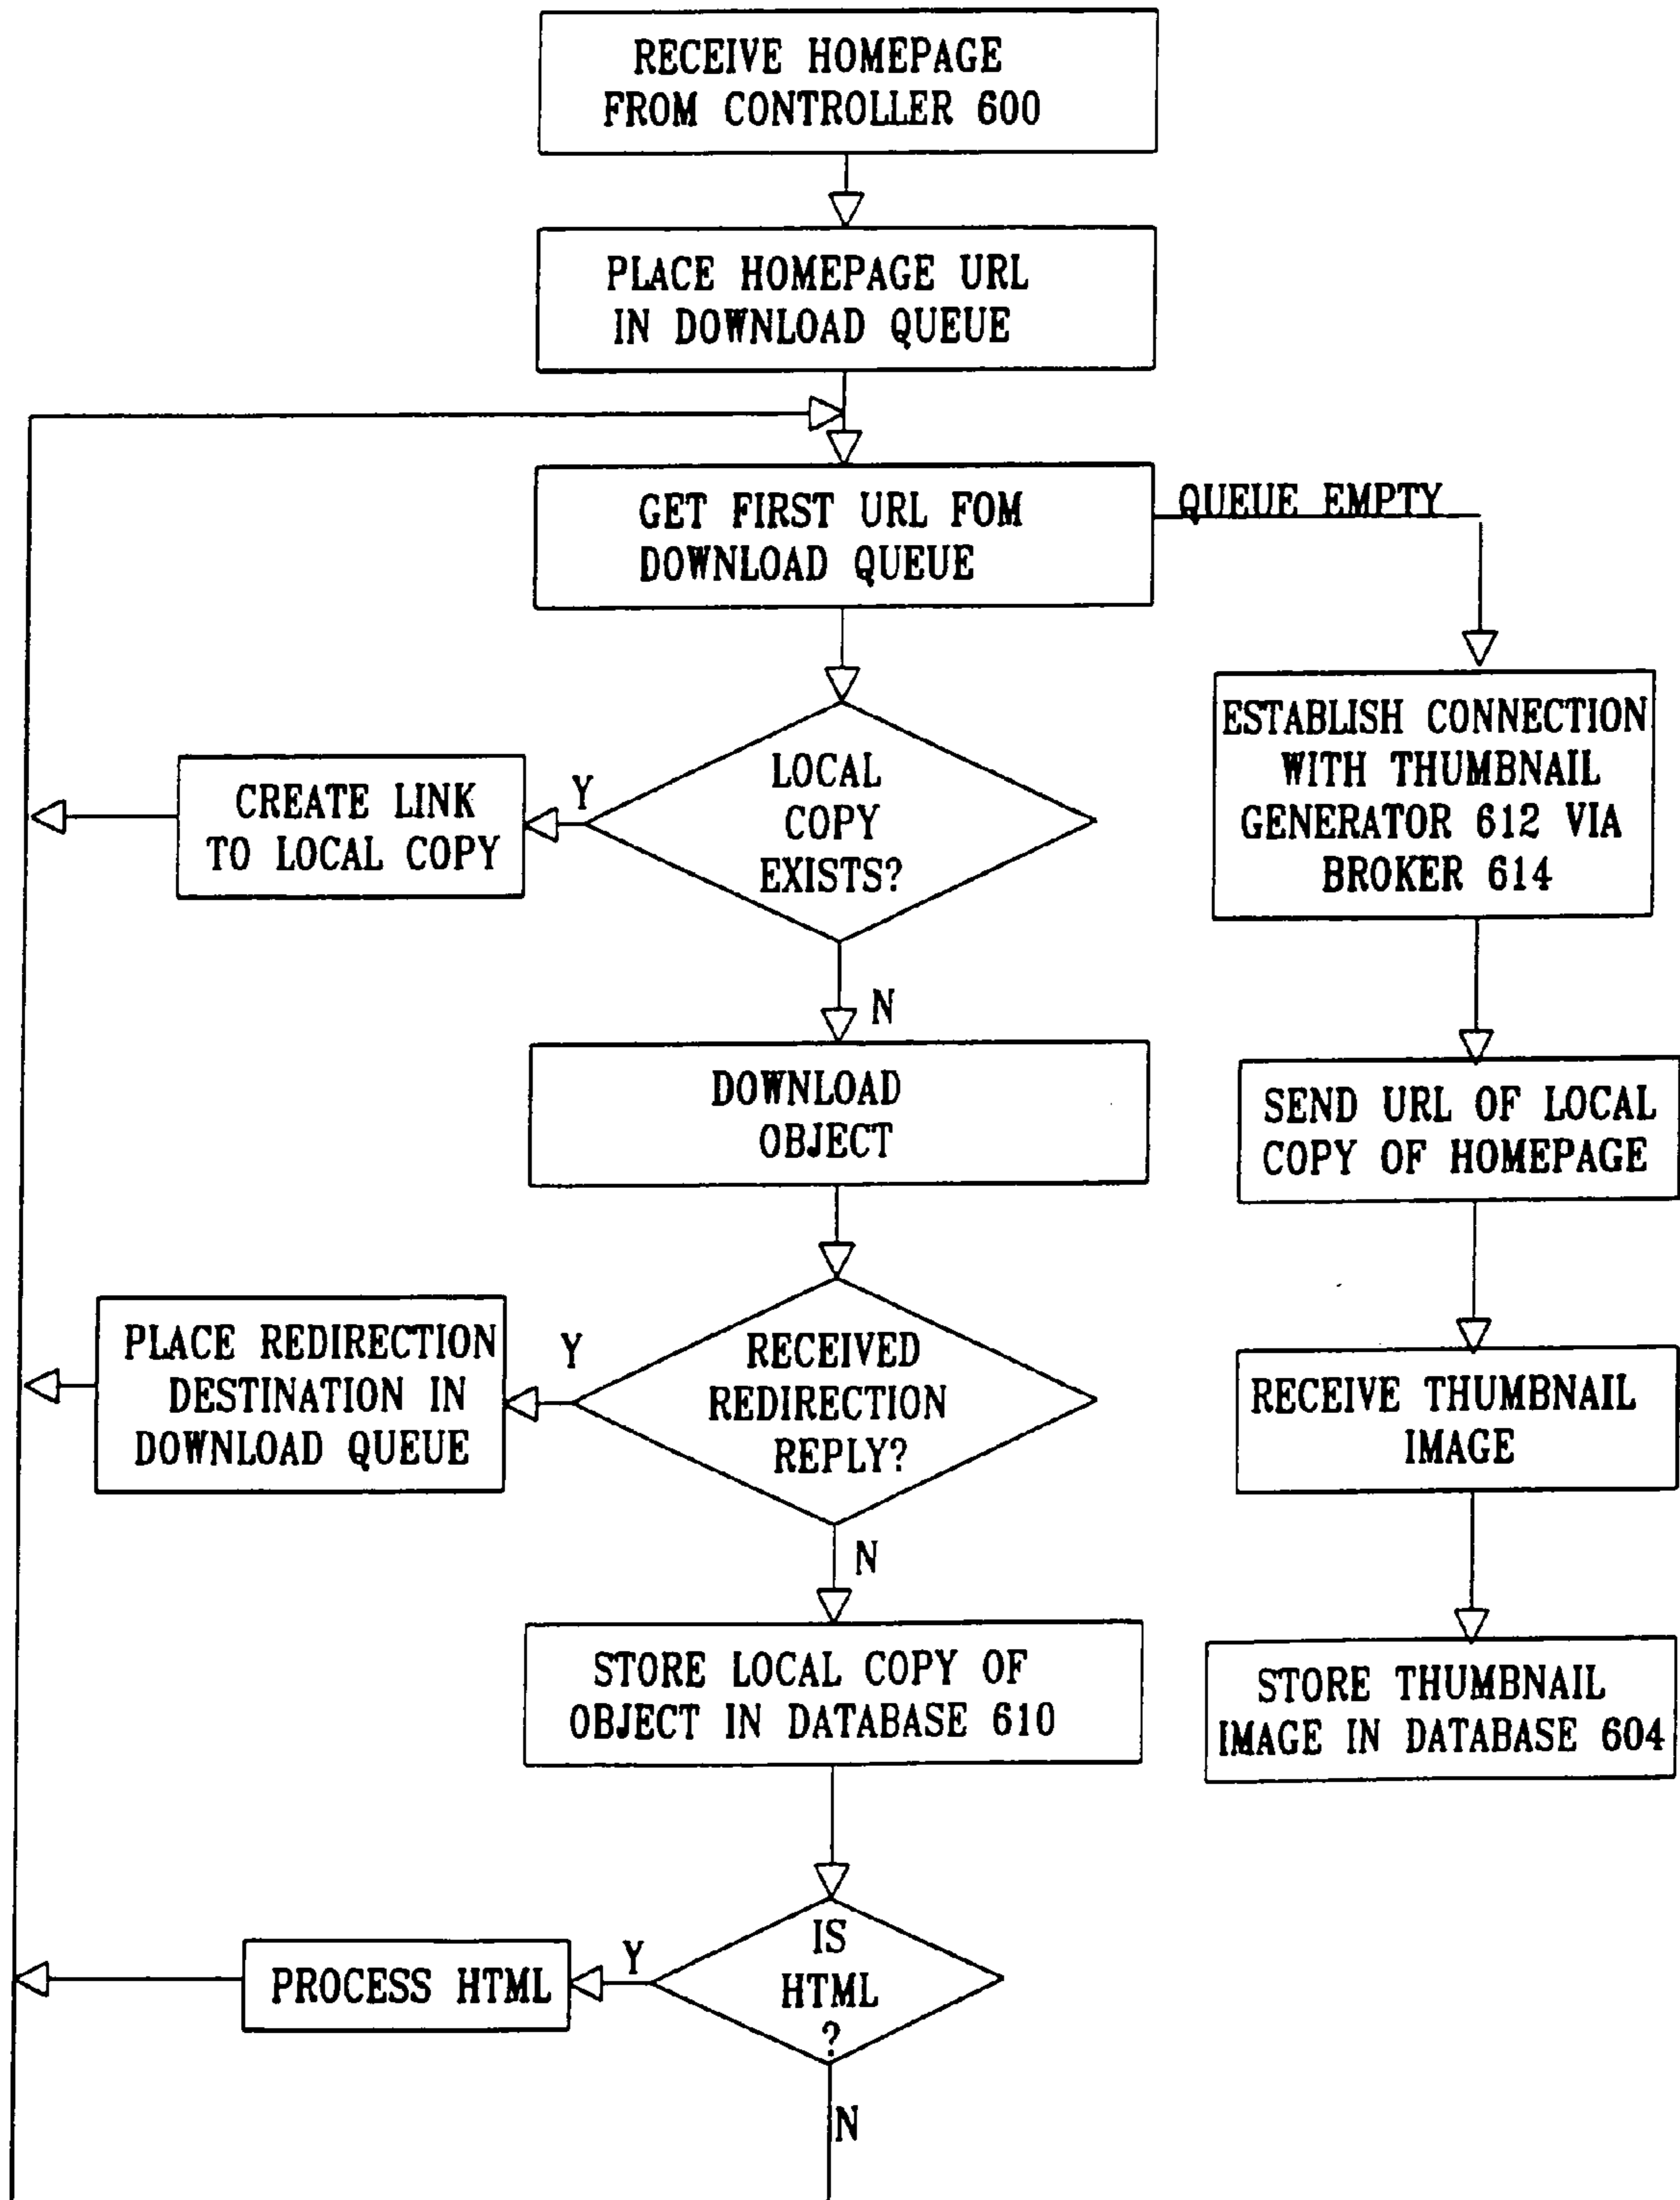 RECEIVE HOMEPAGE
FROM CONTROLLER 600
PLACE HOMEPAGE URL
IN DOWNLOAD QUEUE
GET FIRST URL FOM
DOWNLOAD QUEUE
QUEUE EMPTY
LOCAL
COPY
EXISTS?
Y
CREATE LINK
TO LOCAL COPY
N
DOWNLOAD
OBJECT
RECEIVED
REDIRECTION
REPLY?
Y
PLACE REDIRECTION
DESTINATION IN
DOWNLOAD QUEUE
N
STORE LOCAL COPY OF
OBJECT IN DATABASE 610
IS
HTML
?
Y
PROCESS HTML
N
ESTABLISH CONNECTION
WITH THUMBNAIL
GENERATOR 612 VIA
BROKER 614
SEND URL OF LOCAL
COPY OF HOMEPAGE
RECEIVE THUMBNAIL
IMAGE
STORE THUMBNAIL
IMAGE IN DATABASE 604